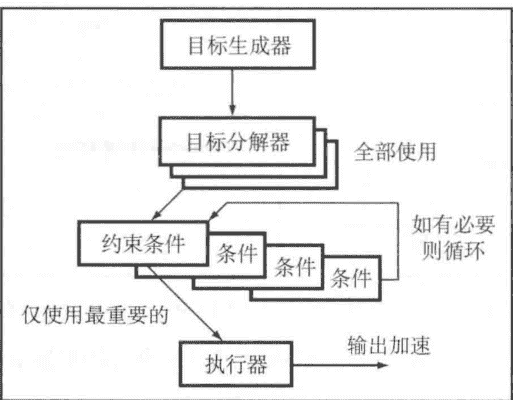 目标生成器
目标分解器
全部使用
约束条件
条件
条件
条件
如有必要
则循环
仅使用最重要的
执行器
输出加速